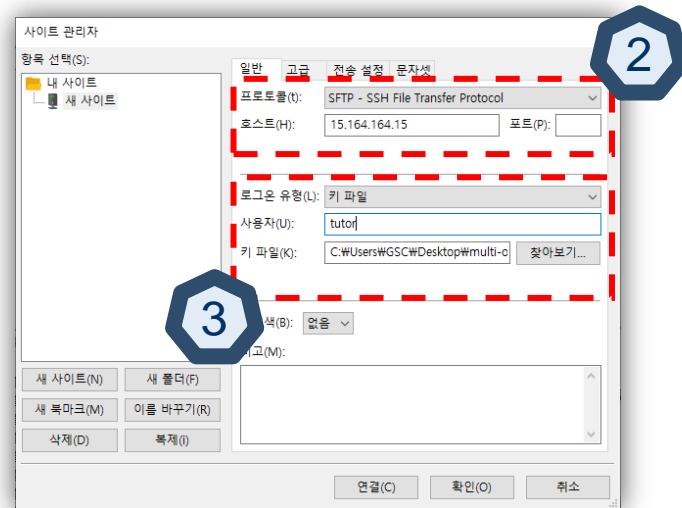 사이트 관리자
2
항목 선택(S):
내 사이트
새 사이트
일반 고급 전송 설정 문자셋
프로토콜(t): SFTP - SSH File Transfer Protocol
호스트(H): 15.164.164.15 포트(P):
로그온 유형(L): 키 파일
사용자(U): tutor
키 파일(K): C:₩Users₩GSC₩Desktop₩multi-c 찾아보기...
3
색(B): 없음
고(M):
새 사이트(N) 새 폴더(F)
새 북마크(M) 이름 바꾸기(R)
삭제(D) 복제(i)
연결(C) 확인(O) 취소